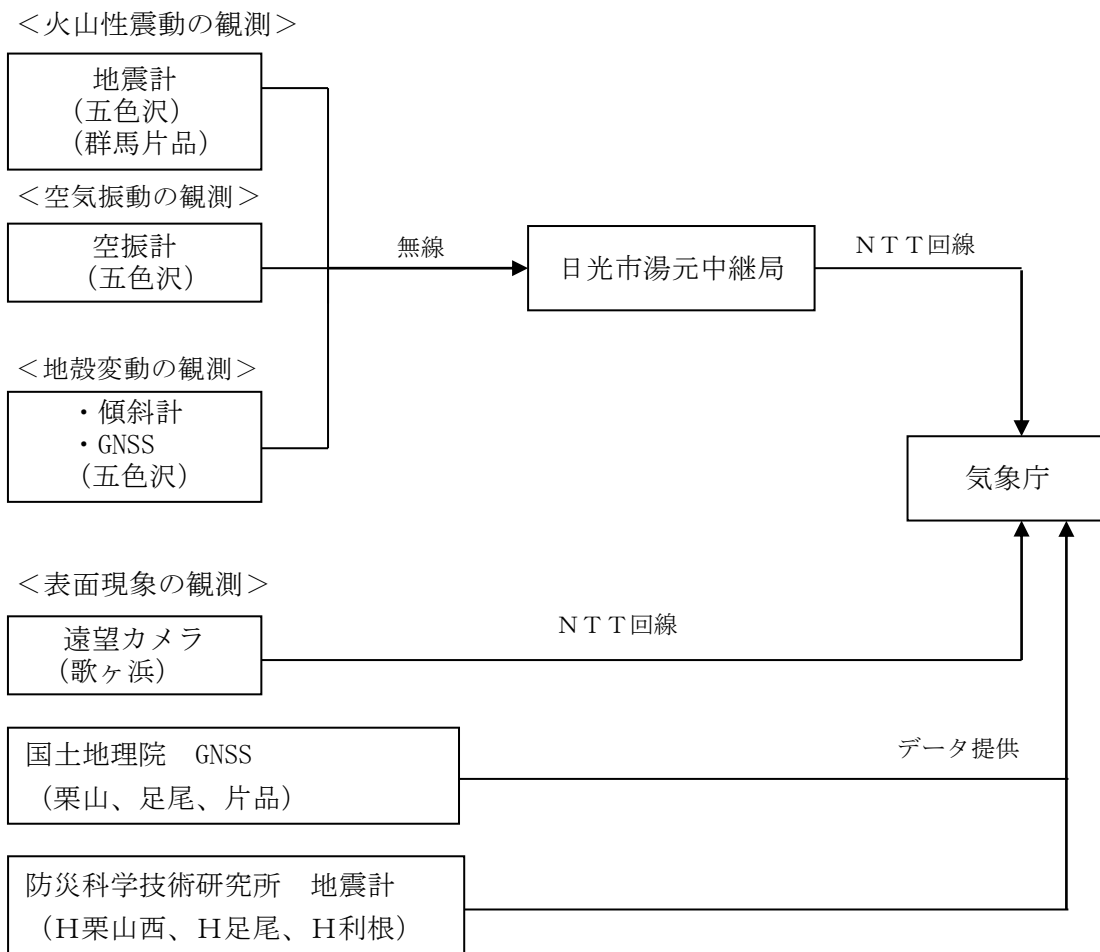 ＜火山性震動の観測＞
地震計
(五色沢)
(群馬片品)
＜空気振動の観測＞
空振計
(五色沢)
無線
日光市湯元中継局
ＮＴＴ回線
＜地殻変動の観測＞
・傾斜計
・GNSS
(五色沢)
気象庁
＜表面現象の観測＞
遠望カメラ
(歌ヶ浜)
ＮＴＴ回線
国土地理院　GNSS
（栗山、足尾、片品）
データ提供
防災科学技術研究所　地震計
（Ｈ栗山西、Ｈ足尾、Ｈ利根）